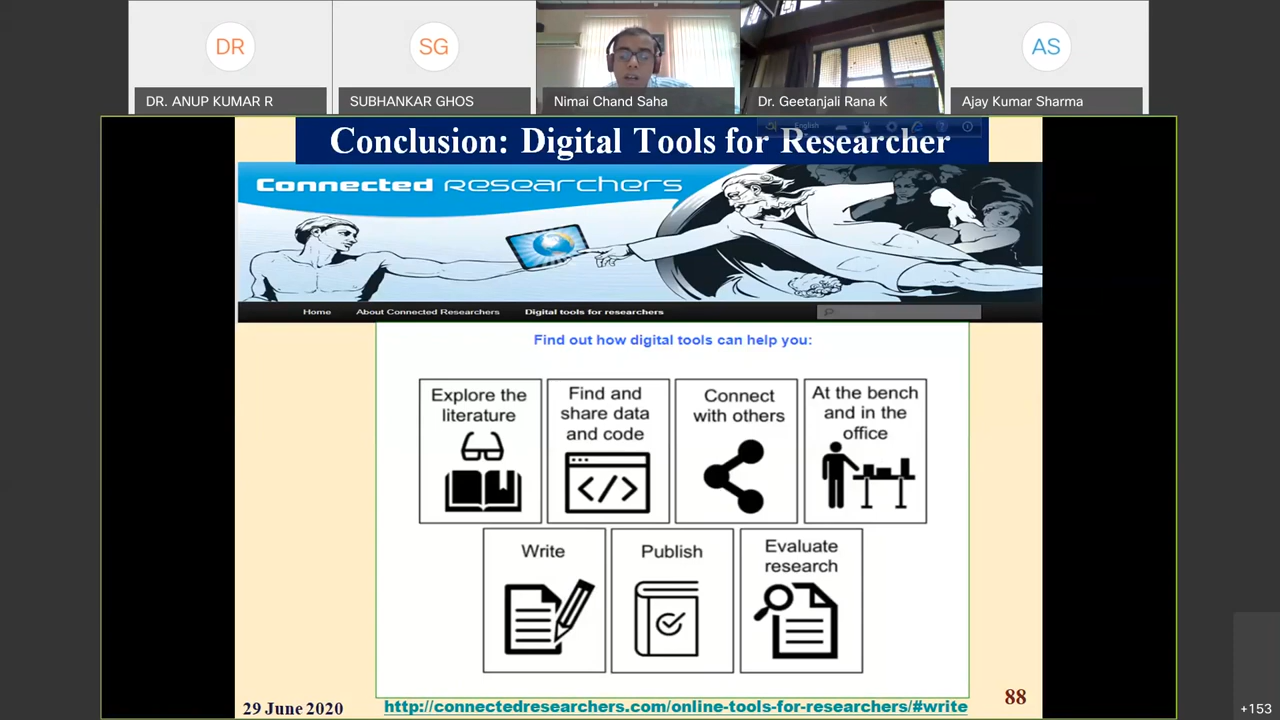 DR
SG
AS
DR. ANUP KUMAR R
SUBHANKAR GHOS
Nimai Chand Saha
Dr. Geetanjali Rana K
Ajay Kumar Sharma
English
Conclusion: Digital Tools for Researcher
Connected Researchers
Home
About Connected Researchers
Digital tools for researchers
Find out how digital tools can help you:
Explore the
literature
Find and
share data
and code
</>
Connect
with others
At the bench
and in the
office
Write
Publish
Evaluate
research
29 June 2020
http://connectedresearchers.com/online-tools-for-researchers/#write
88
+153